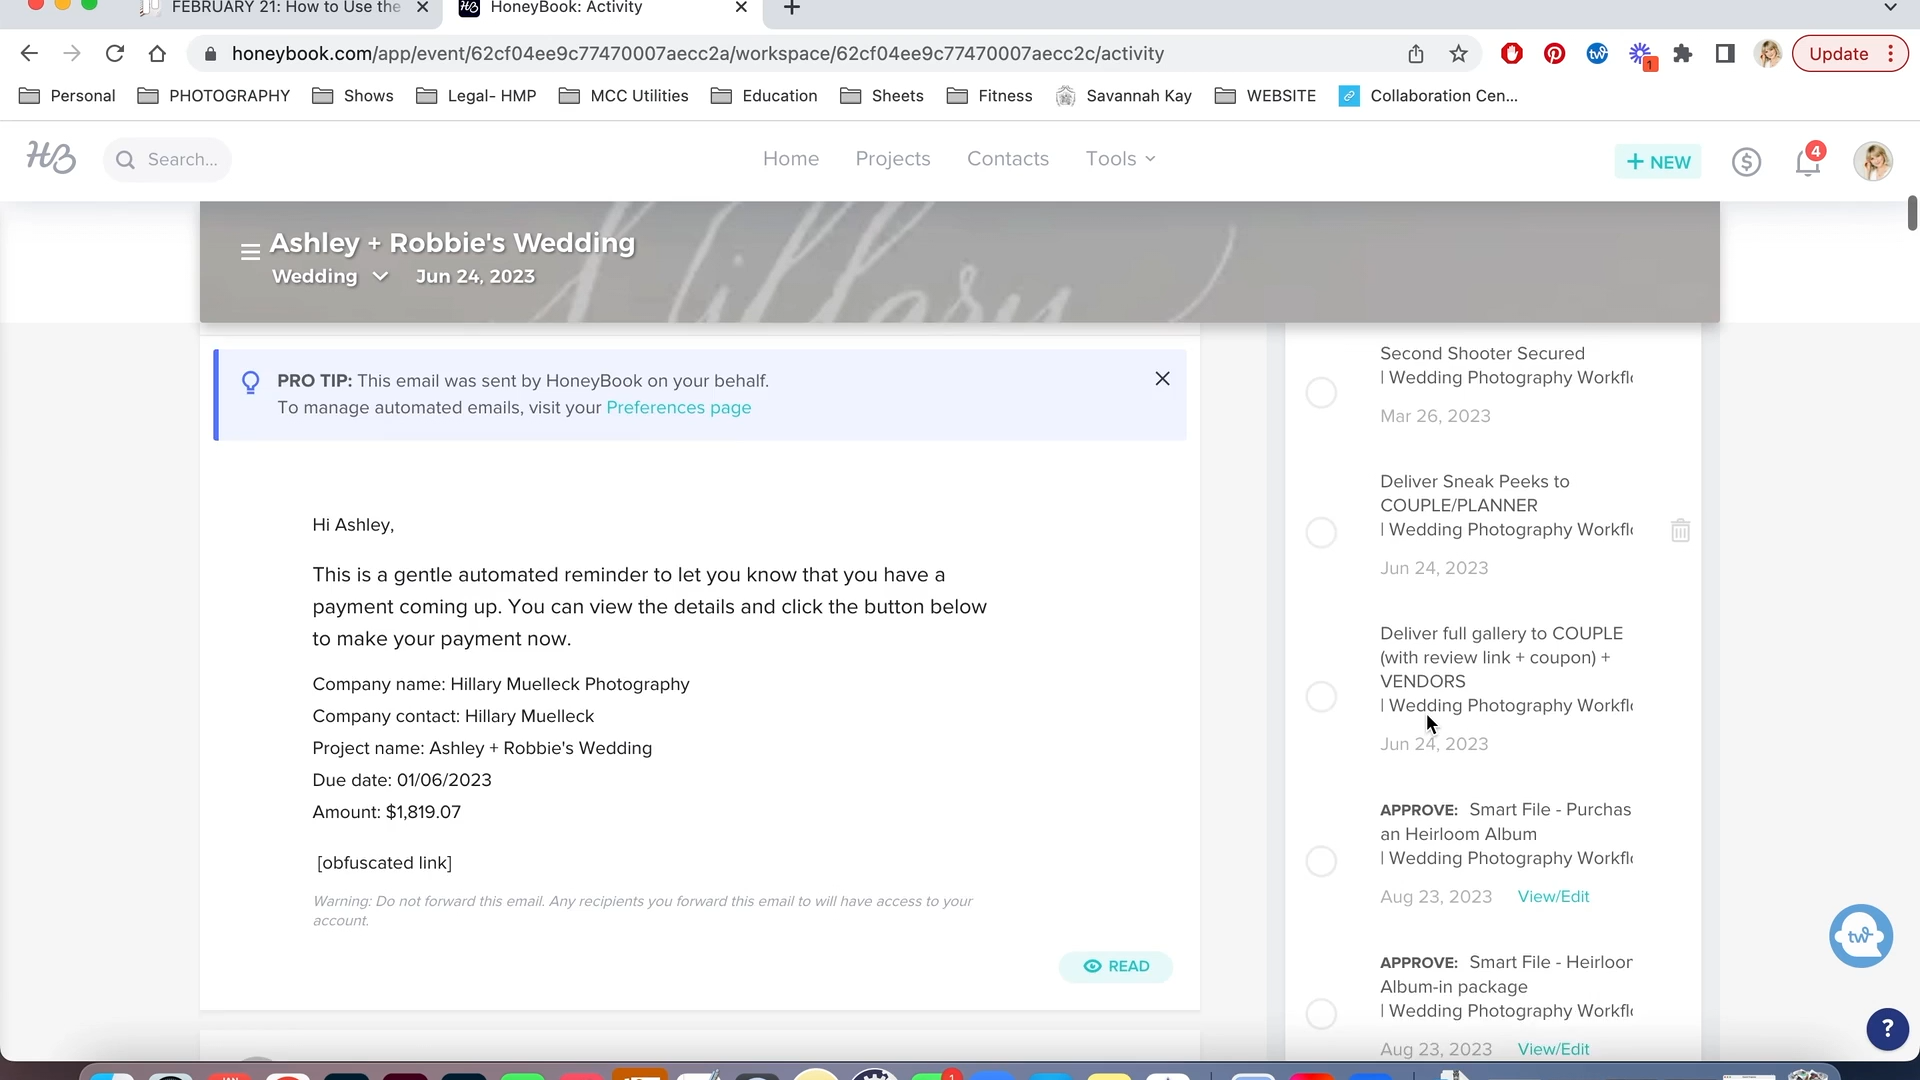 FEBRUARY 21: How to Use the
HoneyBook: Activity
honeybook.com/app/event/62cf04ee9c77470007aecc2a/workspace/62cf04ee9c77470007aecc2c/activity
1
Update
Personal
PHOTOGRAPHY
Shows
Legal- HMP
MCC Utilities
Education
Sheets
Fitness
Savannah Kay
WEBSITE
Collaboration Cen...
HB
Search...
Home
Projects
Contacts
Tools
+ NEW
$
4
Ashley + Robbie's Wedding
Wedding
Jun 24, 2023
Hillary
PRO TIP: This email was sent by HoneyBook on your behalf.
To manage automated emails, visit your Preferences page
Hi Ashley,
This is a gentle automated reminder to let you know that you have a
payment coming up. You can view the details and click the button below
to make your payment now.
Company name: Hillary Muelleck Photography
Company contact: Hillary Muelleck
Project name: Ashley + Robbie's Wedding
Due date: 01/06/2023
Amount: $1,819.07
[obfuscated link]
Warning: Do not forward this email. Any recipients you forward this email to will have access to your
account.
READ
Second Shooter Secured
| Wedding Photography Workflo
Mar 26, 2023
Deliver Sneak Peeks to
COUPLE/PLANNER
| Wedding Photography Workflo
Jun 24, 2023
Deliver full gallery to COUPLE
(with review link + coupon) +
VENDORS
| Wedding Photography Workflo
Jun 24, 2023
APPROVE: Smart File - Purchas
an Heirloom Album
| Wedding Photography Workflo
Aug 23, 2023 View/Edit
APPROVE: Smart File - Heirloor
Album-in package
| Wedding Photography Workflo
Aug 23, 2023 View/Edit
tw
?
1